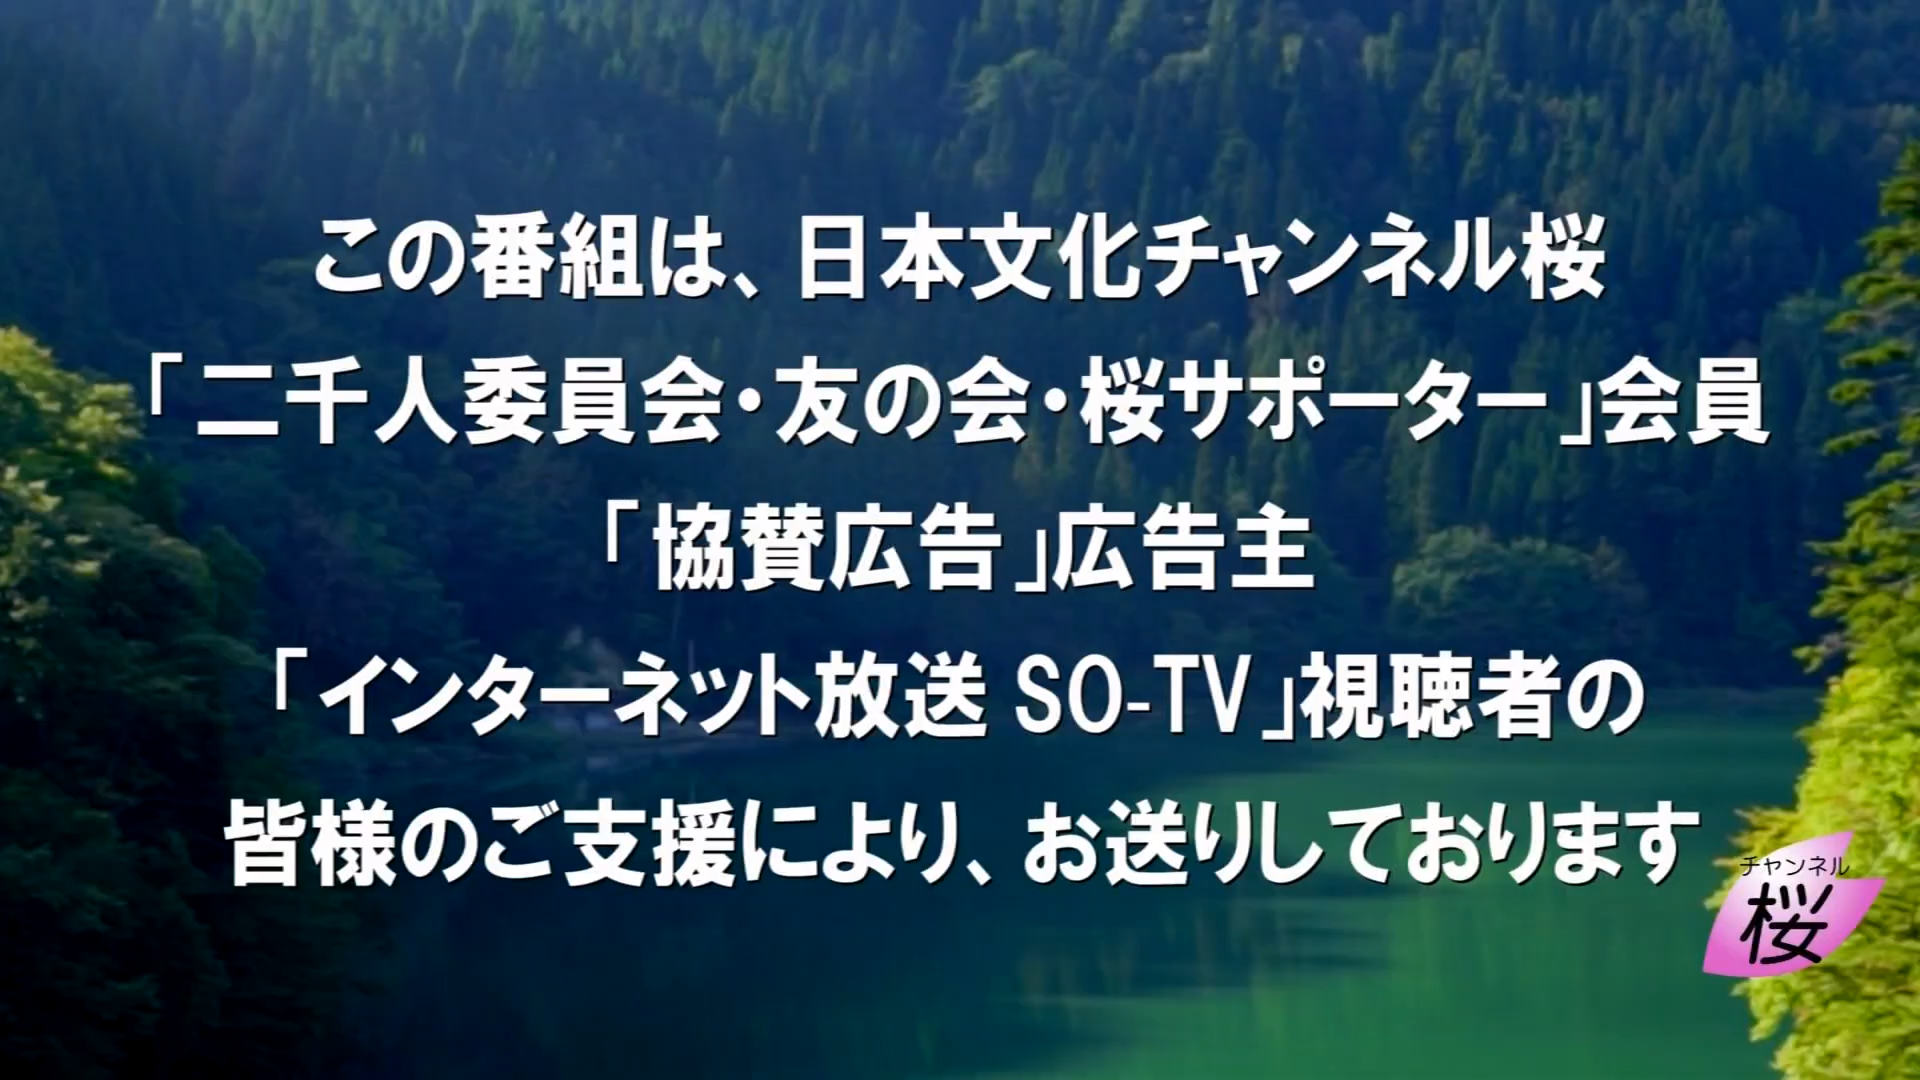 この番組は、日本文化チャンネル桜
「二千人委員会・友の会・桜サポーター」会員
「協賛広告」広告主
「インターネット放送 SO-TV」視聴者の
皆様のご支援により、お送りしております
チャンネル
桜